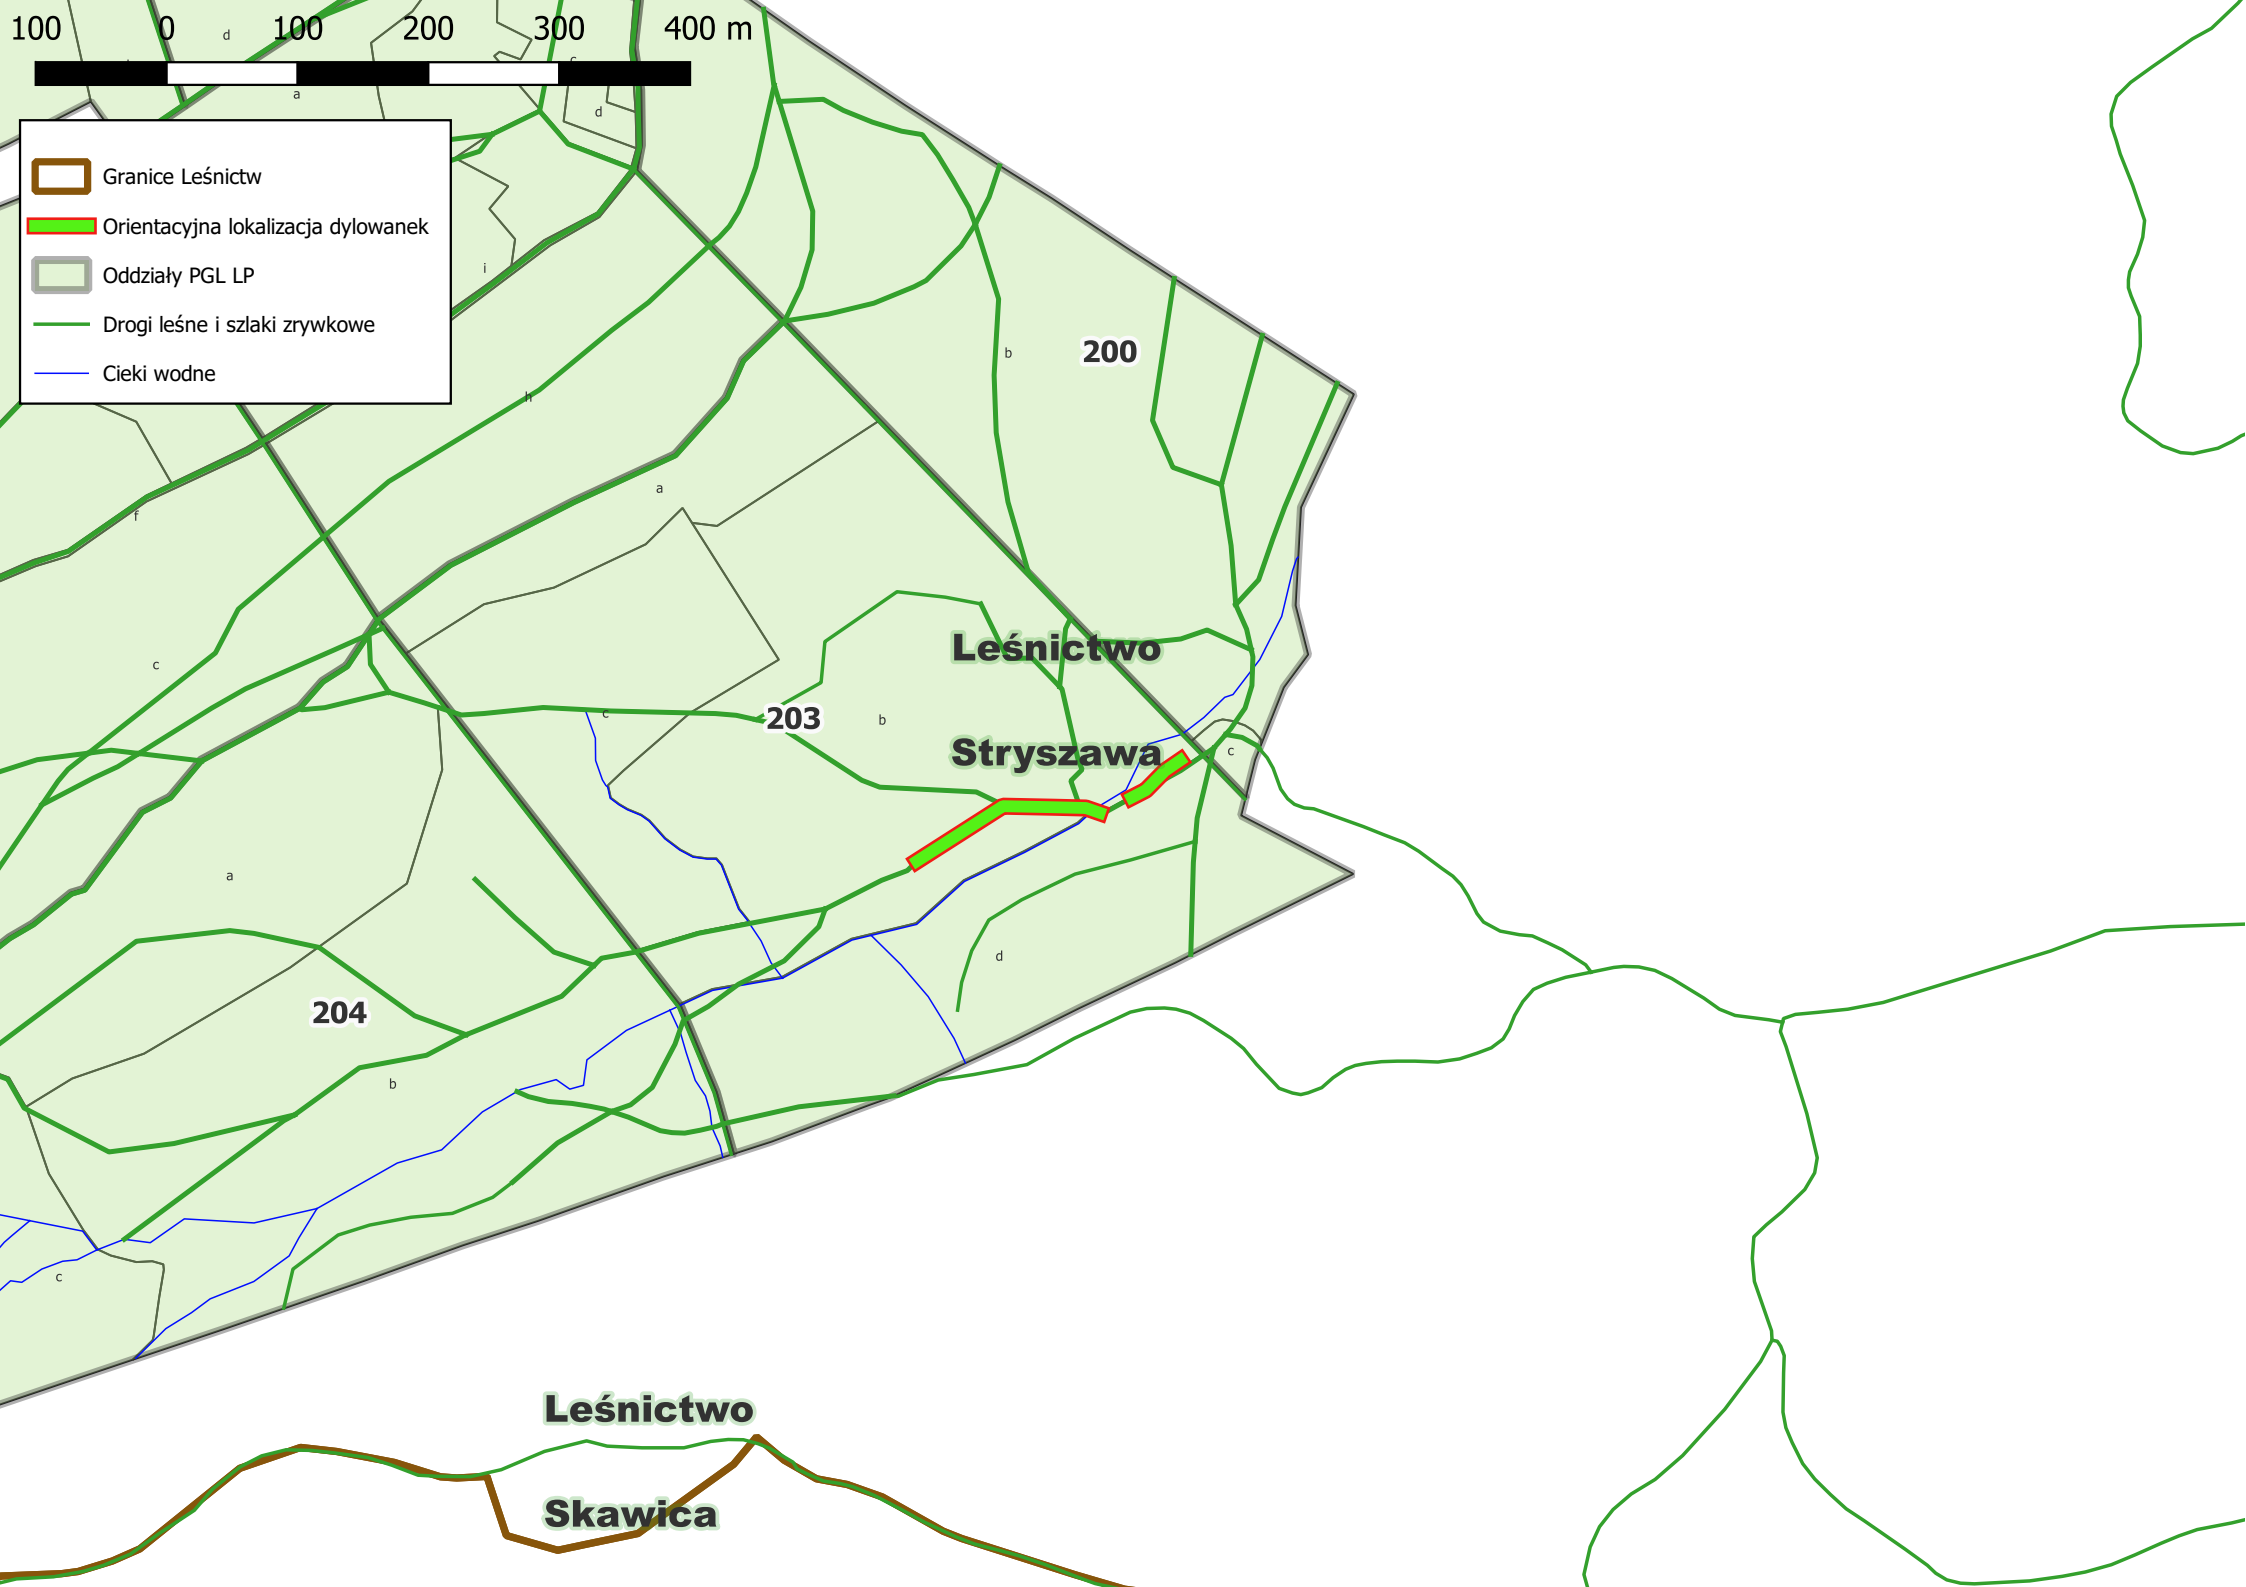 100 0 100 200 300 400 m
d
c
a
d
Granice Leśnictw
Orientacyjna lokalizacja dylowanek
Oddziały PGL LP
Drogi leśne i szlaki zrywkowe
Cieki wodne
i
b
200
h
a
f
Leśnictwo
c
c
203
b
Stryszawa
c
a
d
204
b
c
Leśnictwo
Skawica